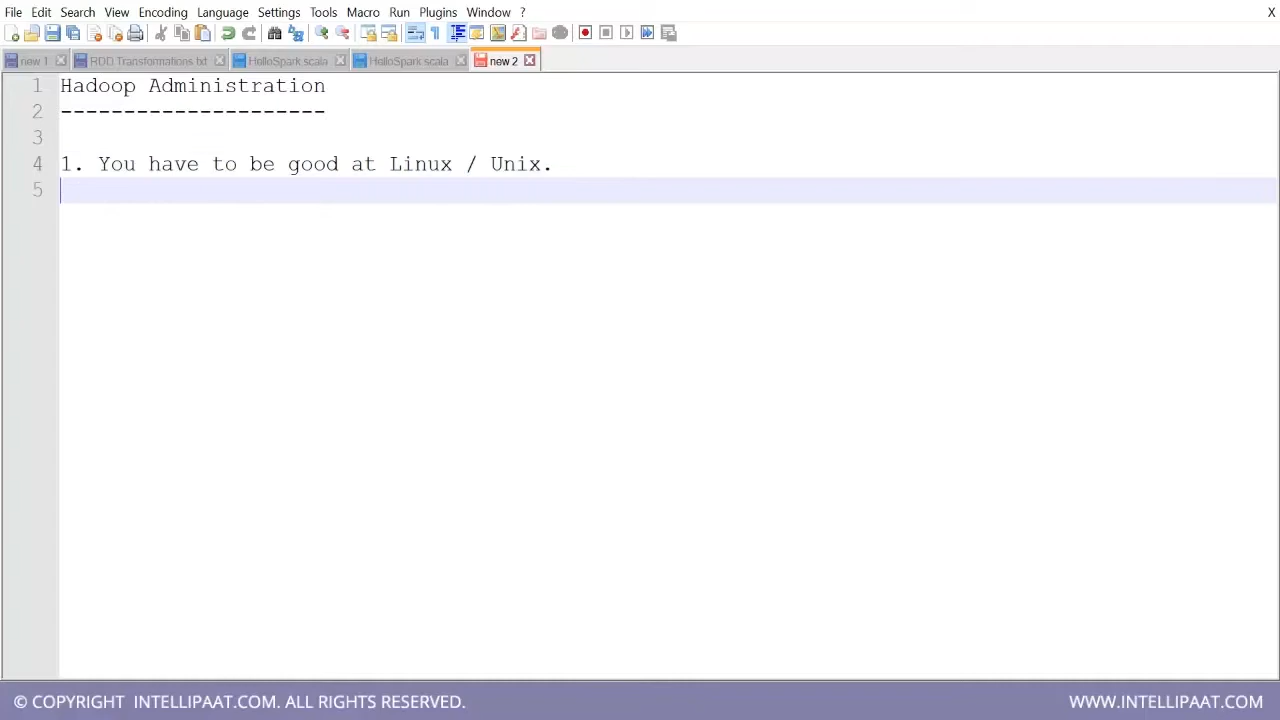 File Edit Search View Encoding Language Settings Tools Macro Run Plugins Window ? X
new 1 RDD Transformations.txt HelloSpark.scala HelloSpark.scala new 2
1 Hadoop Administration
2 ---------------------
3
4 1. You have to be good at Linux / Unix.
5
© COPYRIGHT INTELLIPAAT.COM. ALL RIGHTS RESERVED. WWW.INTELLIPAAT.COM